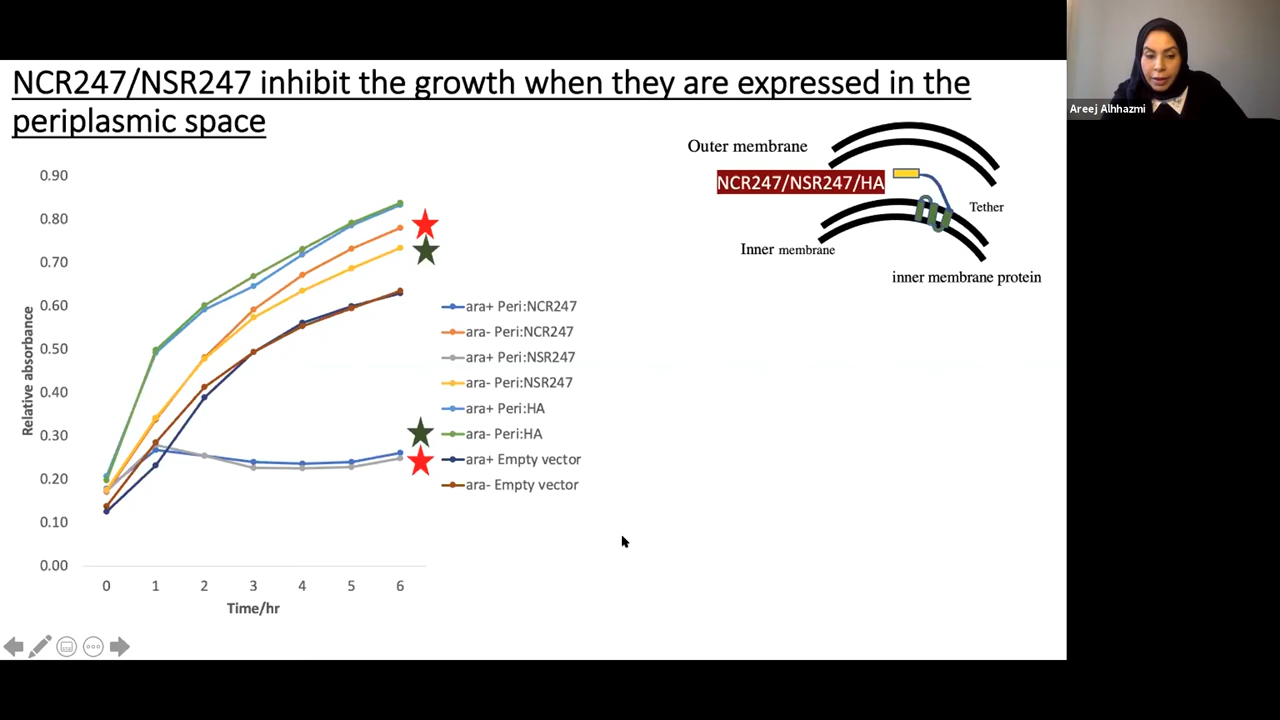 NCR247/NSR247 inhibit the growth when they are expressed in the
periplasmic space
Areej Alhhazmi
Outer membrane
NCR247/NSR247/HA
Tether
Inner membrane
inner membrane protein
0.90
0.80
0.70
0.60
0.50
0.40
0.30
0.20
0.10
0.00
Relative absorbance
0 1 2 3 4 5 6
Time/hr
ara+ Peri:NCR247
ara- Peri:NCR247
ara+ Peri:NSR247
ara- Peri:NSR247
ara+ Peri:HA
ara- Peri:HA
ara+ Empty vector
ara- Empty vector